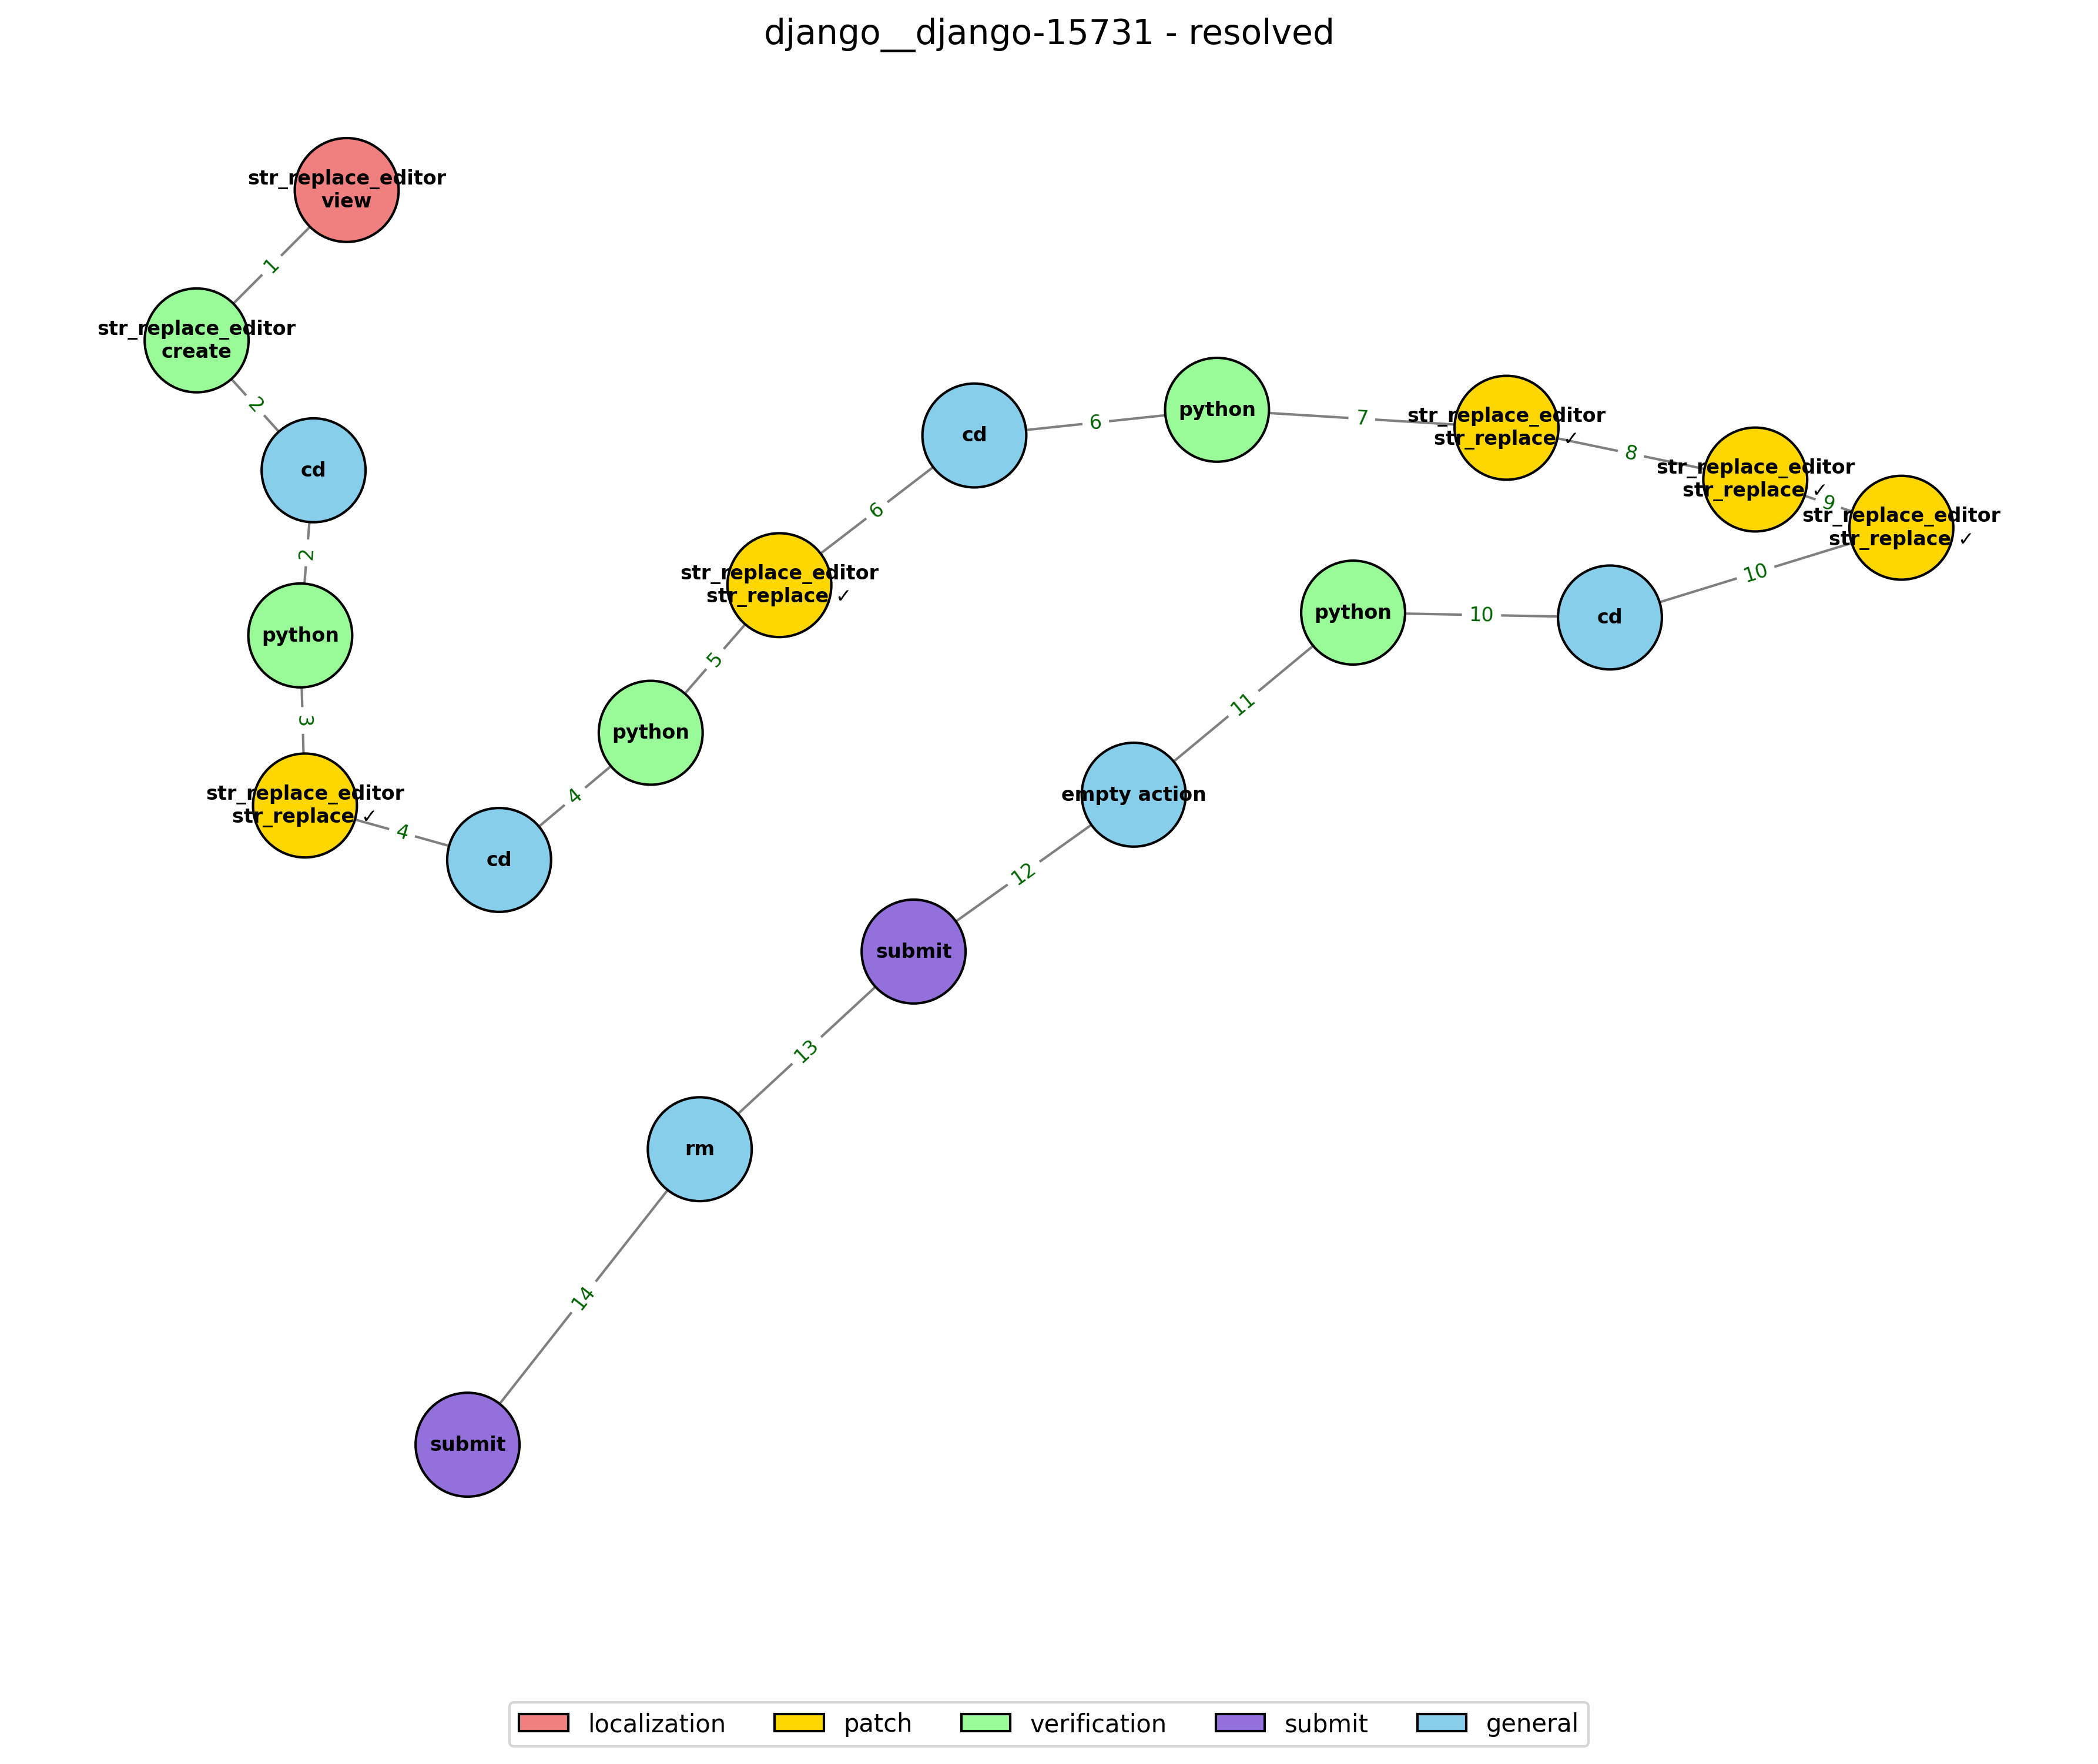 django__django-15731 - resolved
str_replace_editor
view
1
str_replace_editor
create
2
cd
2
python
3
str_replace_editor
str_replace ✓
4
cd
4
python
5
str_replace_editor
str_replace ✓
6
cd
6
python
7
str_replace_editor
str_replace ✓
8
str_replace_editor
str_replace ✓
9
str_replace_editor
str_replace ✓
10
cd
10
python
11
empty action
12
submit
13
rm
14
submit
localization
patch
verification
submit
general